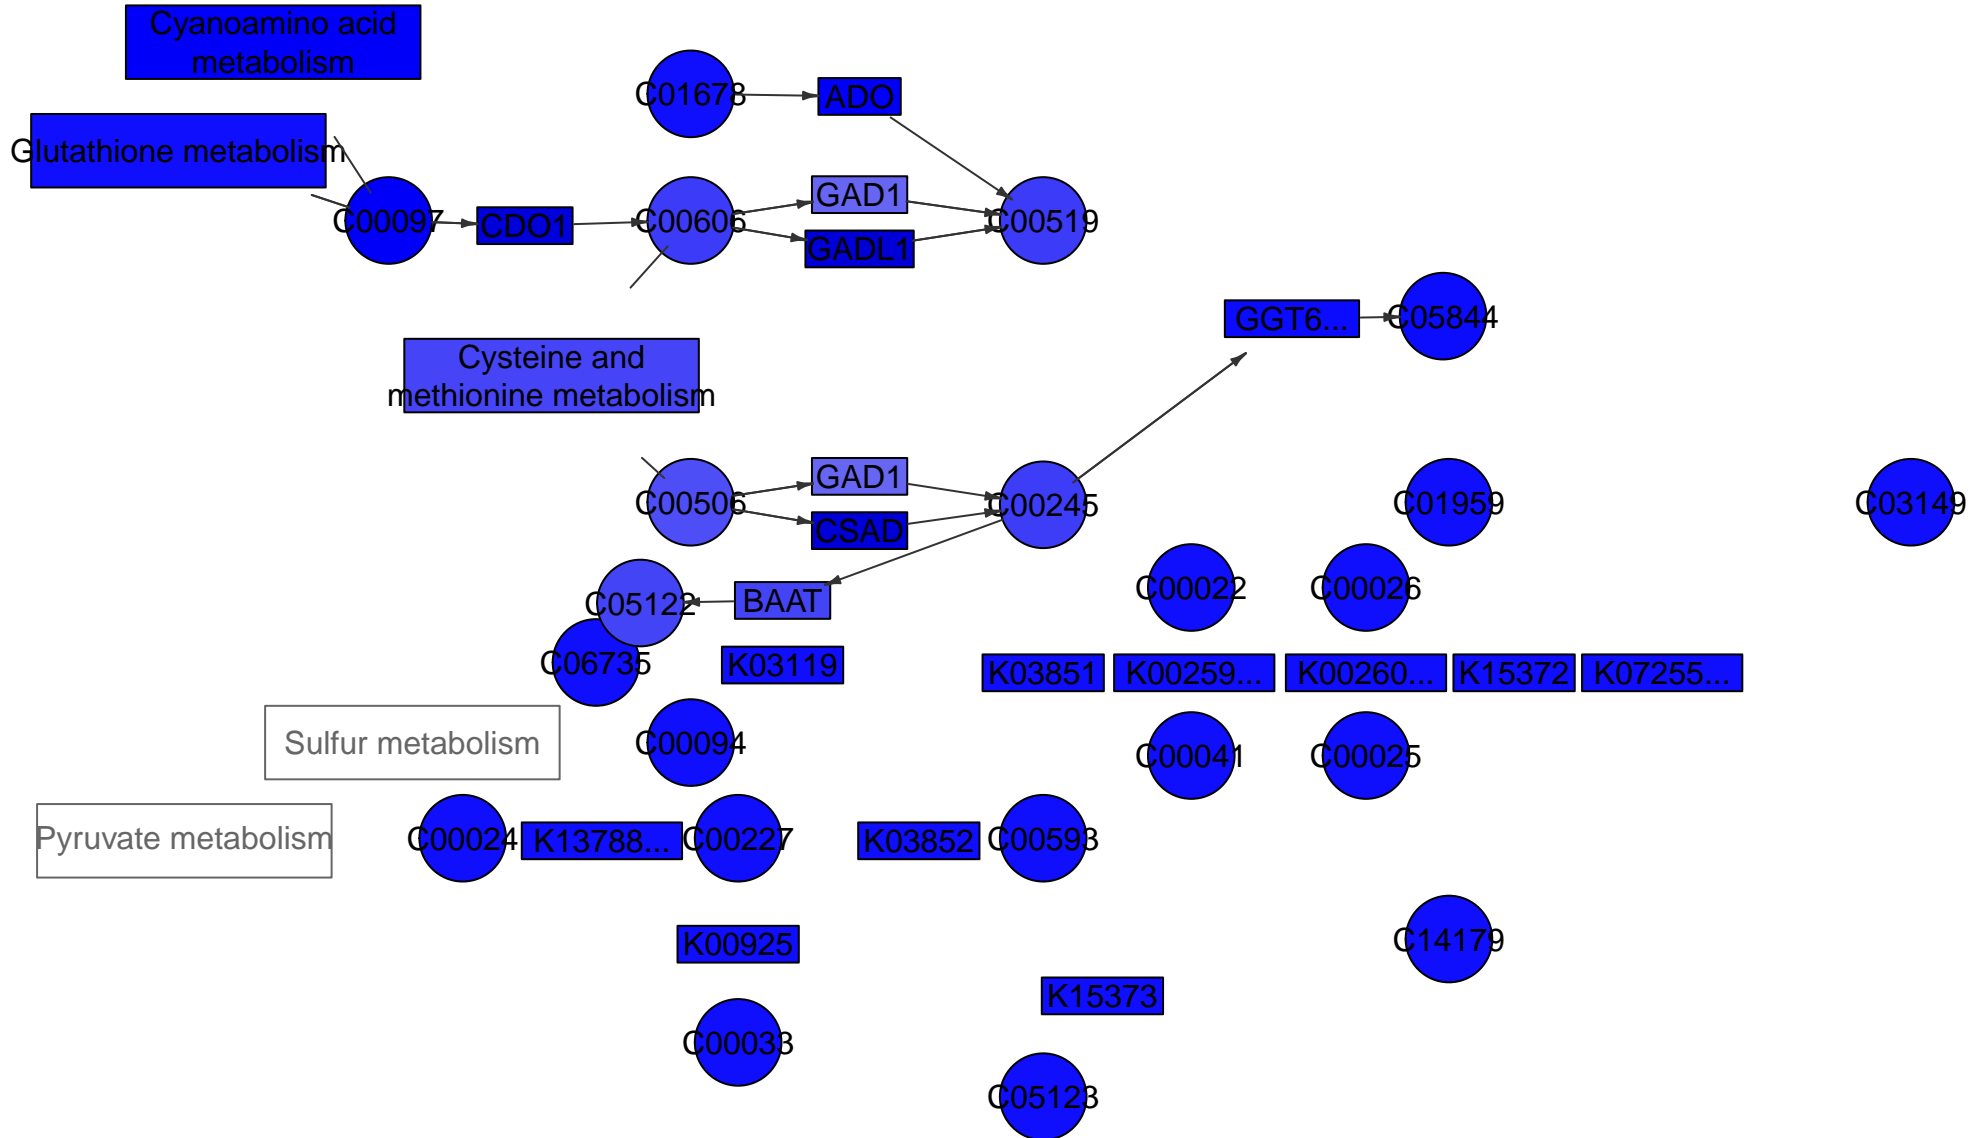 Cyanoamino acid
metabolism
C01678
ADO
Glutathione metabolism
GAD1
C00097
CDO1
C00606
C00519
GADL1
GGT6...
C05844
Cysteine and
methionine metabolism
GAD1
C00506
C00245
C01959
C03149
CSAD
C05122
BAAT
C00022
C00026
C06735
K03119
K03851
K00259...
K00260...
K15372
K07255...
Sulfur metabolism
C00094
C00041
C00025
Pyruvate metabolism
C00024
K13788...
C00227
K03852
C00593
K00925
C14179
K15373
C00033
C05123